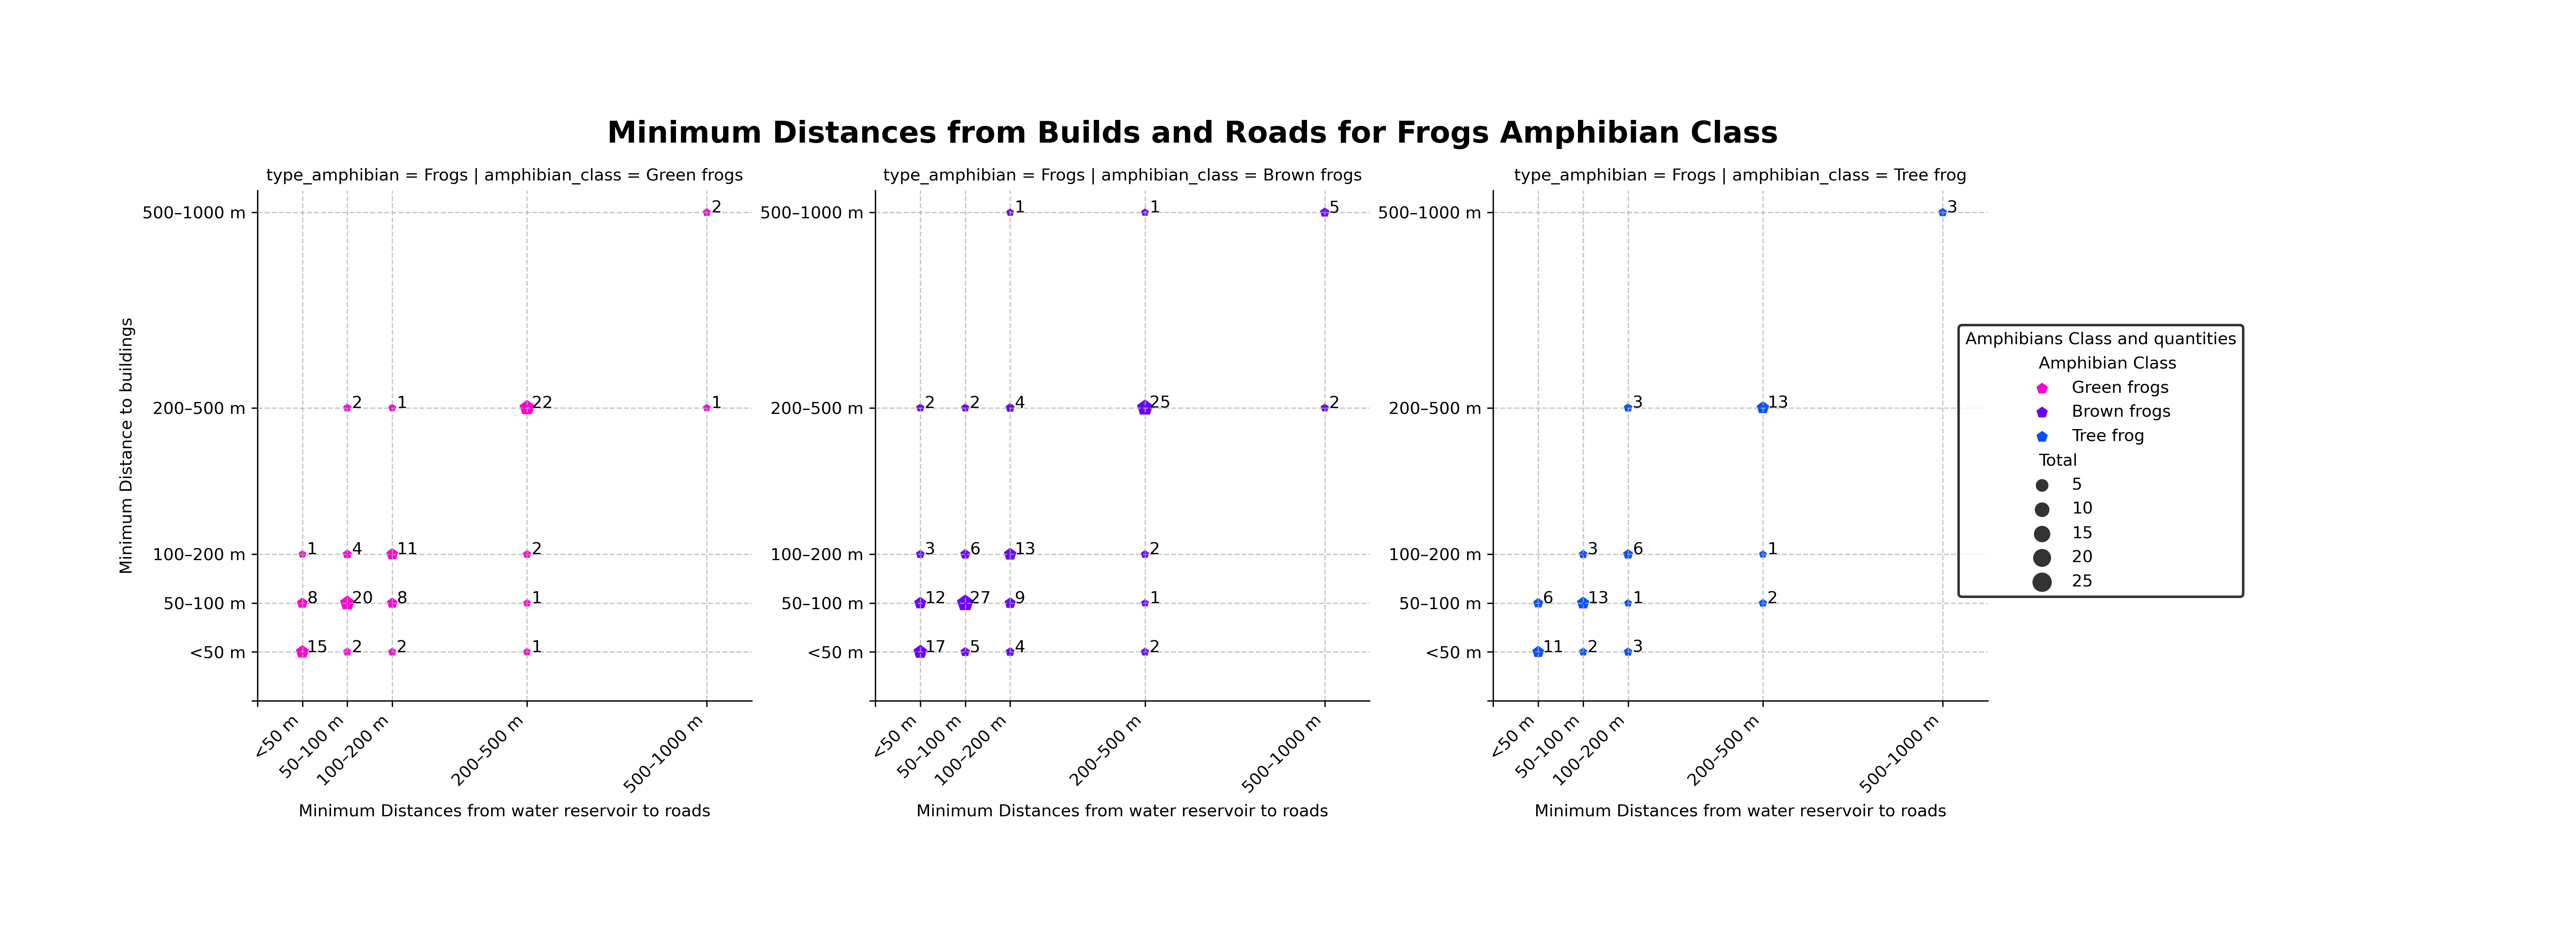 Minimum Distances from Builds and Roads for Frogs Amphibian Class
type_amphibian = Frogs | amphibian_class = Green frogs
Minimum Distance to buildings
500–1000 m
200–500 m
100–200 m
50–100 m
<50 m
2
2 1 22 1
1 4 11 2
8 20 8 1
15 2 2 1
<50 m
50–100 m
100–200 m
200–500 m
500–1000 m
Minimum Distances from water reservoir to roads
type_amphibian = Frogs | amphibian_class = Brown frogs
500–1000 m
200–500 m
100–200 m
50–100 m
<50 m
1 1 5
2 2 4 25 2
3 6 13 2
12 27 9 1
17 5 4 2
<50 m
50–100 m
100–200 m
200–500 m
500–1000 m
Minimum Distances from water reservoir to roads
type_amphibian = Frogs | amphibian_class = Tree frog
500–1000 m
200–500 m
100–200 m
50–100 m
<50 m
3
3 13
3 6 1
6 13 1 2
11 2 3
<50 m
50–100 m
100–200 m
200–500 m
500–1000 m
Minimum Distances from water reservoir to roads
Amphibians Class and quantities
Amphibian Class
Green frogs
Brown frogs
Tree frog
Total
5
10
15
20
25